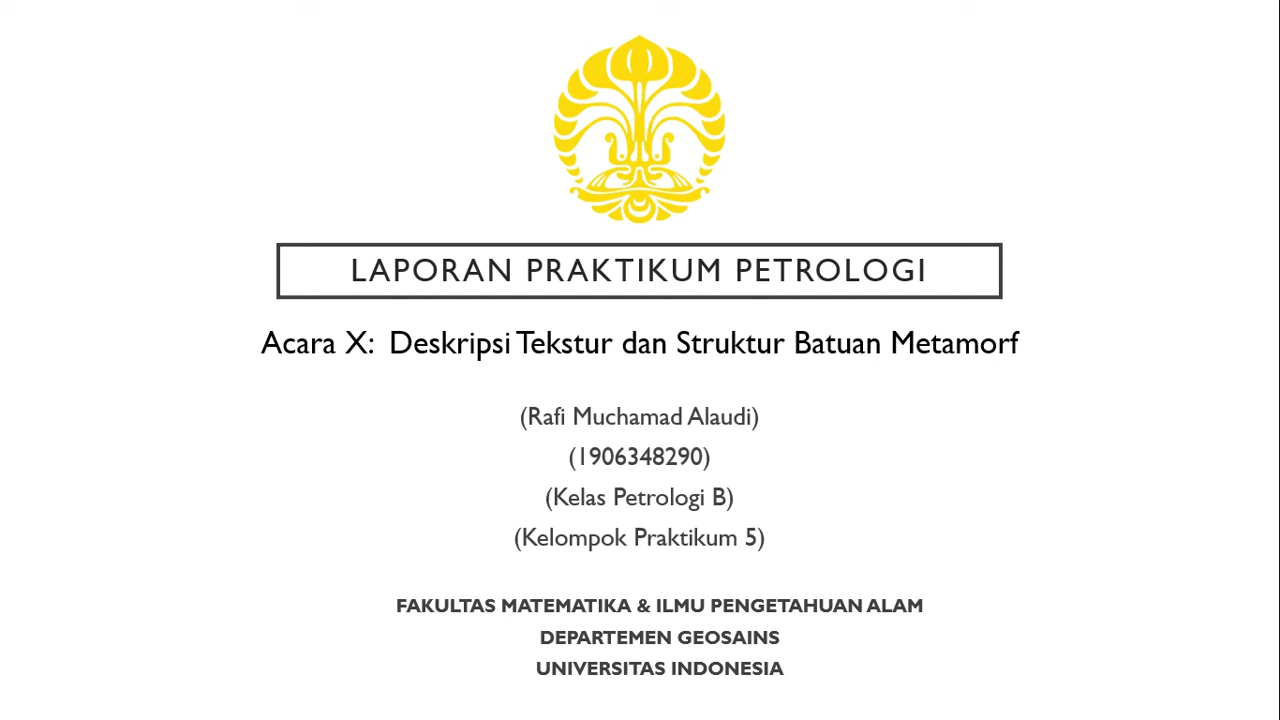 LAPORAN PRAKTIKUM PETROLOGI
Acara X: Deskripsi Tekstur dan Struktur Batuan Metamorf
(Rafi Muchamad Alaudi)
(1906348290)
(Kelas Petrologi B)
(Kelompok Praktikum 5)
FAKULTAS MATEMATIKA & ILMU PENGETAHUAN ALAM
DEPARTEMEN GEOSAINS
UNIVERSITAS INDONESIA